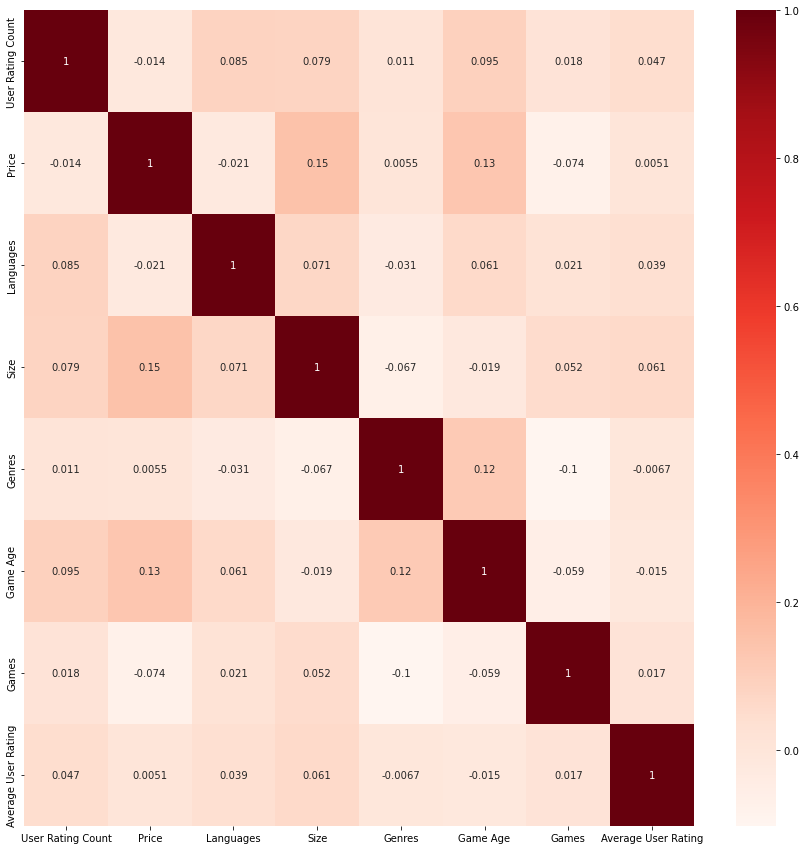 User Rating Count 1 -0.014 0.085 0.079 0.011 0.095 0.018 0.047
Price -0.014 1 -0.021 0.15 0.0055 0.13 -0.074 0.0051
Languages 0.085 -0.021 1 0.071 -0.031 0.061 0.021 0.039
Size 0.079 0.15 0.071 1 -0.067 -0.019 0.052 0.061
Genres 0.011 0.0055 -0.031 -0.067 1 0.12 -0.1 -0.0067
Game Age 0.095 0.13 0.061 -0.019 0.12 1 -0.059 -0.015
Games 0.018 -0.074 0.021 0.052 -0.1 -0.059 1 0.017
Average User Rating 0.047 0.0051 0.039 0.061 -0.0067 -0.015 0.017 1
User Rating Count Price Languages Size Genres Game Age Games Average User Rating
1.0
0.8
0.6
0.4
0.2
0.0